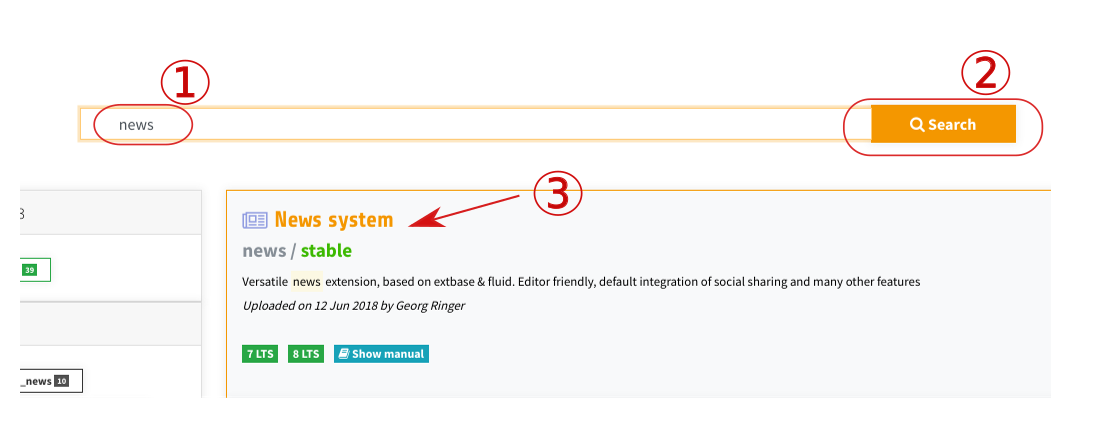 ①
②
news
Search
③
News system
news / stable
39
Versatile news extension, based on extbase & fluid. Editor friendly, default integration of social sharing and many other features
Uploaded on 12 Jun 2018 by Georg Ringer
7 LTS 8 LTS Show manual
_news 10